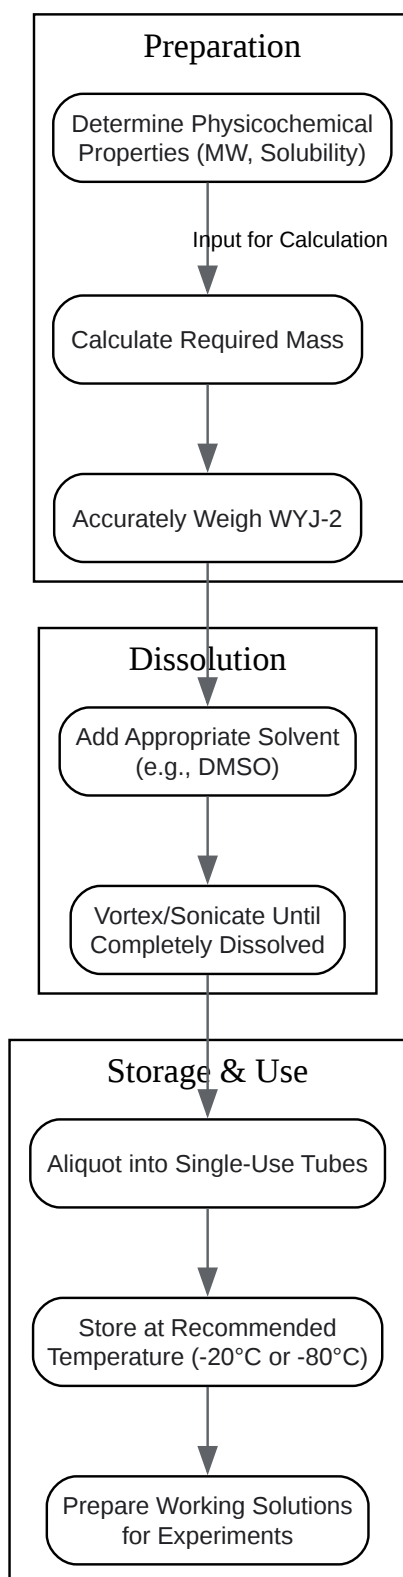 Preparation
Determine Physicochemical
Properties (MW, Solubility)
Input for Calculation
Calculate Required Mass
Accurately Weigh WYJ-2
Dissolution
Add Appropriate Solvent
(e.g., DMSO)
Vortex/Sonicate Until
Completely Dissolved
Storage & Use
Aliquot into Single-Use Tubes
Store at Recommended
Temperature (-20°C or -80°C)
Prepare Working Solutions
for Experiments